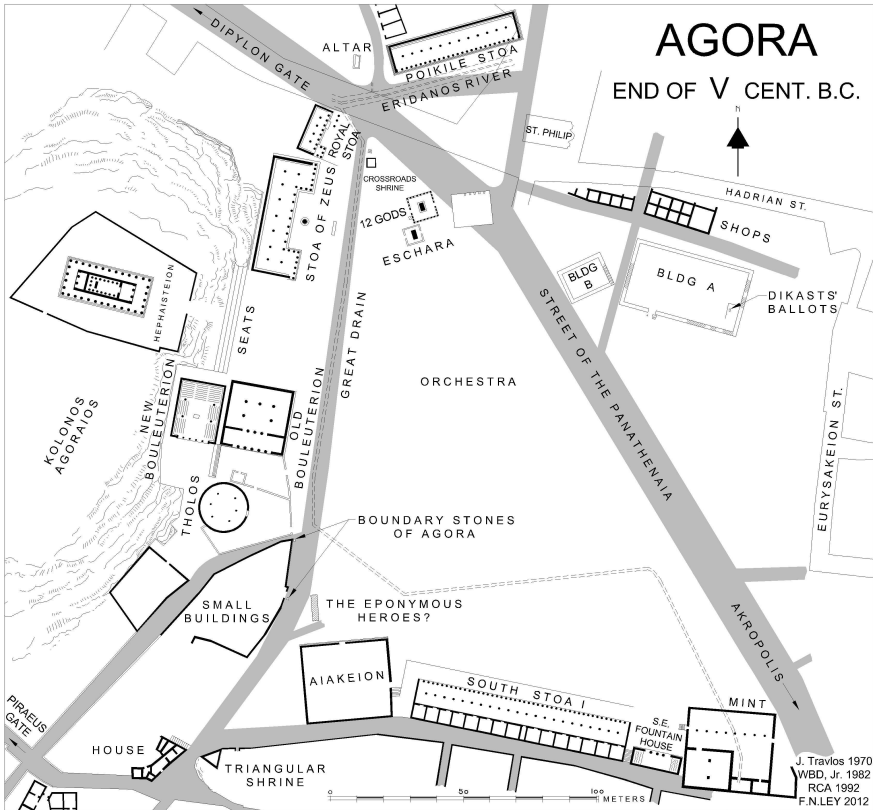 AGORA
END OF V CENT. B.C.
N
DIPYLON GATE
ALTAR
POIKILE STOA
ERIDANOS RIVER
ST. PHILIP
ROYAL
STOA
CROSSROADS
SHRINE
HADRIAN ST.
SHOPS
STOA OF ZEUS
12 GODS
ESCHARA
BLDG
B
BLDG A
DIKASTS'
BALLOTS
HEPHAISTEION
SEATS
GREAT DRAIN
STREET OF THE PANATHENAIA
ORCHESTRA
KOLONOS
AGORAIOS
NEW
BOULEUTERION
OLD
BOULEUTERION
EURYSAKEION ST.
THOLOS
BOUNDARY STONES
OF AGORA
SMALL
BUILDINGS
THE EPONYMOUS
HEROES?
AKROPOLIS
AIAKEION
SOUTH STOA I
S.E.
FOUNTAIN
HOUSE
MINT
PIRAEUS
GATE
HOUSE
TRIANGULAR
SHRINE
0 50 100 METERS
J. Travlos 1970
WBD, Jr. 1982
RCA 1992
F.N.LEY 2012